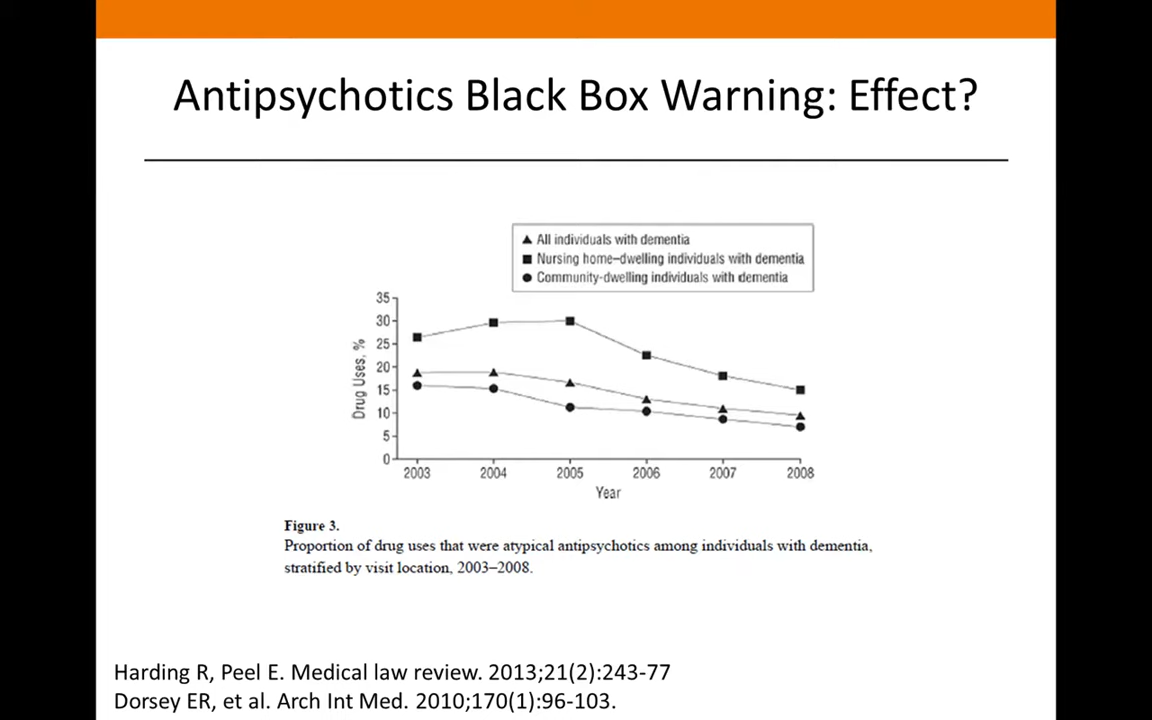 Antipsychotics Black Box Warning: Effect?
▲ All individuals with dementia
■ Nursing home–dwelling individuals with dementia
● Community-dwelling individuals with dementia
35
30
25
20
15
10
5
0
Drug Uses, %
2003 2004 2005 2006 2007 2008
Year
Figure 3.
Proportion of drug uses that were atypical antipsychotics among individuals with dementia,
stratified by visit location, 2003–2008.
Harding R, Peel E. Medical law review. 2013;21(2):243-77
Dorsey ER, et al. Arch Int Med. 2010;170(1):96-103.